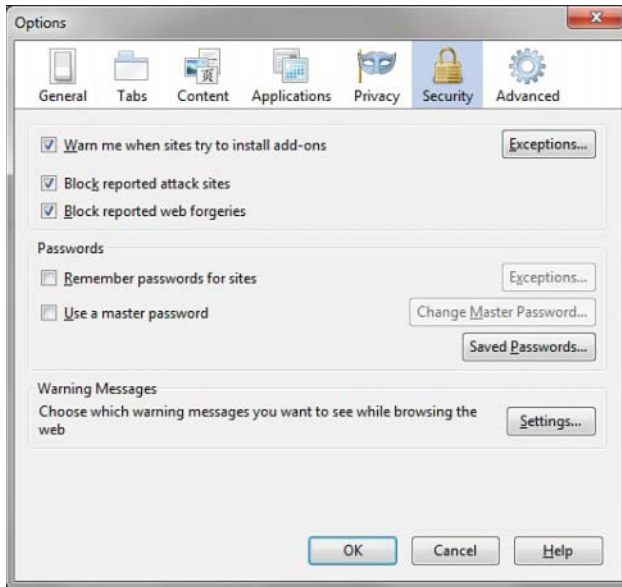 Options
General Tabs Content Applications Privacy Security Advanced
Warn me when sites try to install add-ons Exceptions...
Block reported attack sites
Block reported web forgeries
Passwords
Remember passwords for sites Exceptions...
Use a master password Change Master Password...
Saved Passwords...
Warning Messages
Choose which warning messages you want to see while browsing the
web
Settings...
OK Cancel Help